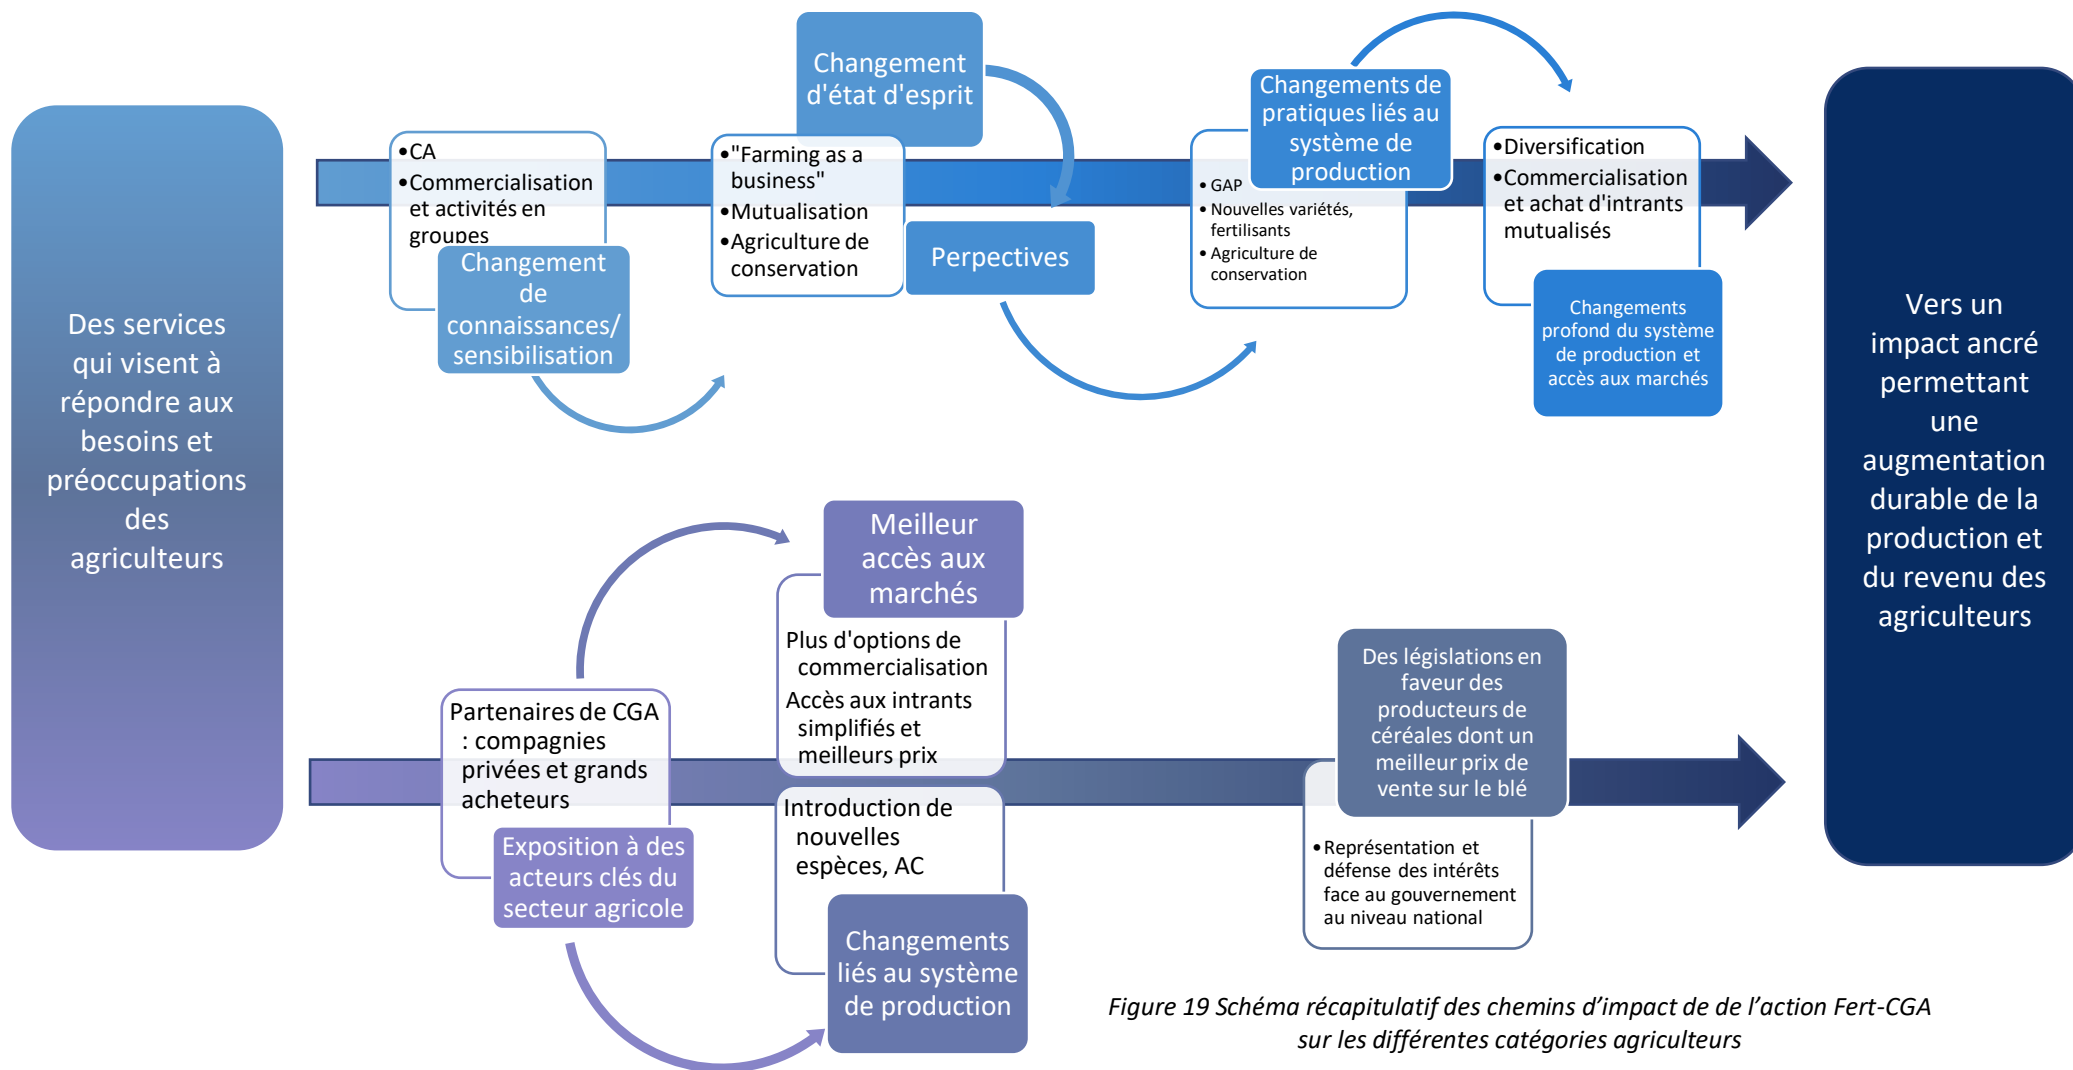 Des services
qui visent à
répondre aux
besoins et
préoccupations
des
agriculteurs
•CA
•Commercialisation
et activités en
groupes
Changement
de
connaissances/
sensibilisation
Changement
d'état d'esprit
•"Farming as a
business"
•Mutualisation
•Agriculture de
conservation
Perpectives
Changements de
pratiques liés au
système de
production
• GAP
• Nouvelles variétés,
fertilisants
• Agriculture de
conservation
•Diversification
•Commercialisation
et achat d'intrants
mutualisés
Changements
profond du système
de production et
accès aux marchés
Partenaires de CGA
: compagnies
privées et grands
acheteurs
Exposition à des
acteurs clés du
secteur agricole
Meilleur
accès aux
marchés
Plus d'options de
commercialisation
Accès aux intrants
simplifiés et
meilleurs prix
Introduction de
nouvelles
espèces, AC
Changements
liés au système
de production
Des législations en
faveur des
producteurs de
céréales dont un
meilleur prix de
vente sur le blé
•Représentation et
défense des intérêts
face au gouvernement
au niveau national
Vers un
impact ancré
permettant
une
augmentation
durable de la
production et
du revenu des
agriculteurs
Figure 19 Schéma récapitulatif des chemins d’impact de de l’action Fert-CGA
sur les différentes catégories agriculteurs